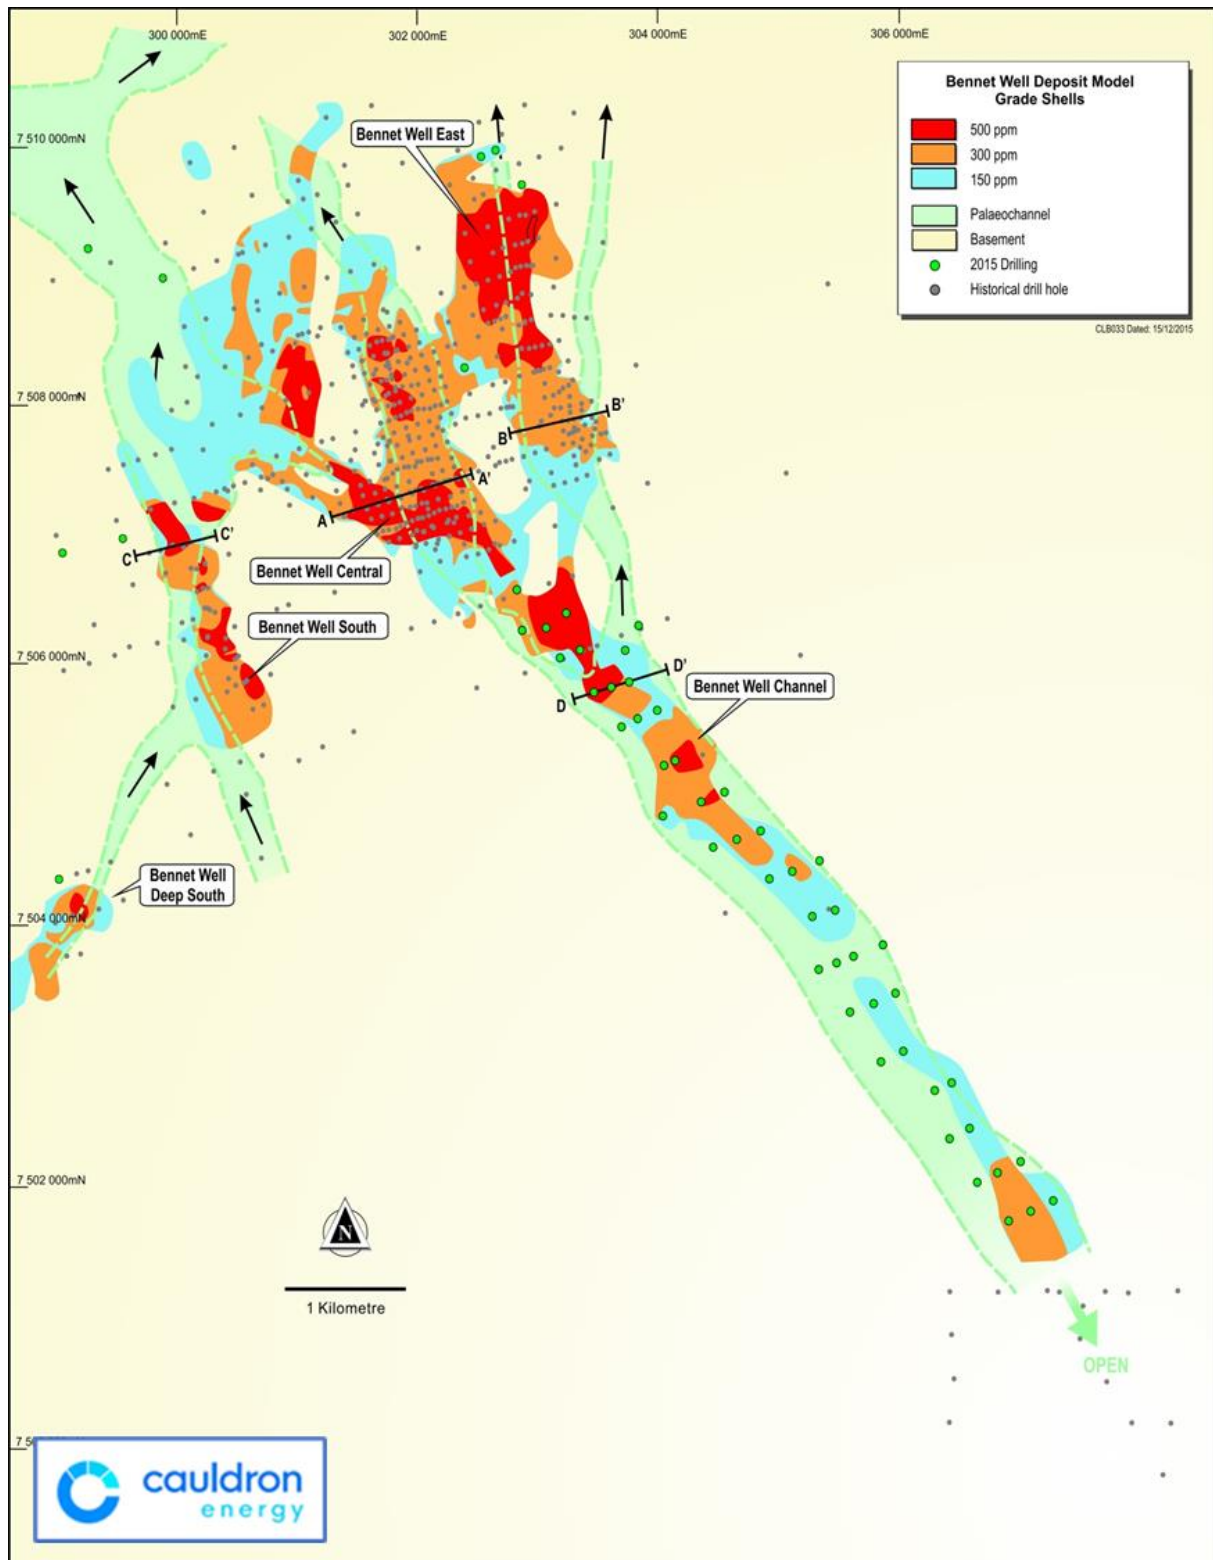 300 000mE
302 000mE
304 000mE
306 000mE
Bennet Well Deposit Model
Grade Shells
500 ppm
300 ppm
150 ppm
Palaeochannel
Basement
2015 Drilling
Historical drill hole
CLB033 Dated: 15/12/2015
7 510 000mN
Bennet Well East
7 508 000mN
B
B'
A
A'
C
C'
Bennet Well Central
Bennet Well South
7 506 000mN
D
D'
Bennet Well Channel
Bennet Well
Deep South
7 504 000mN
7 502 000mN
N
1 Kilometre
OPEN
cauldron
energy